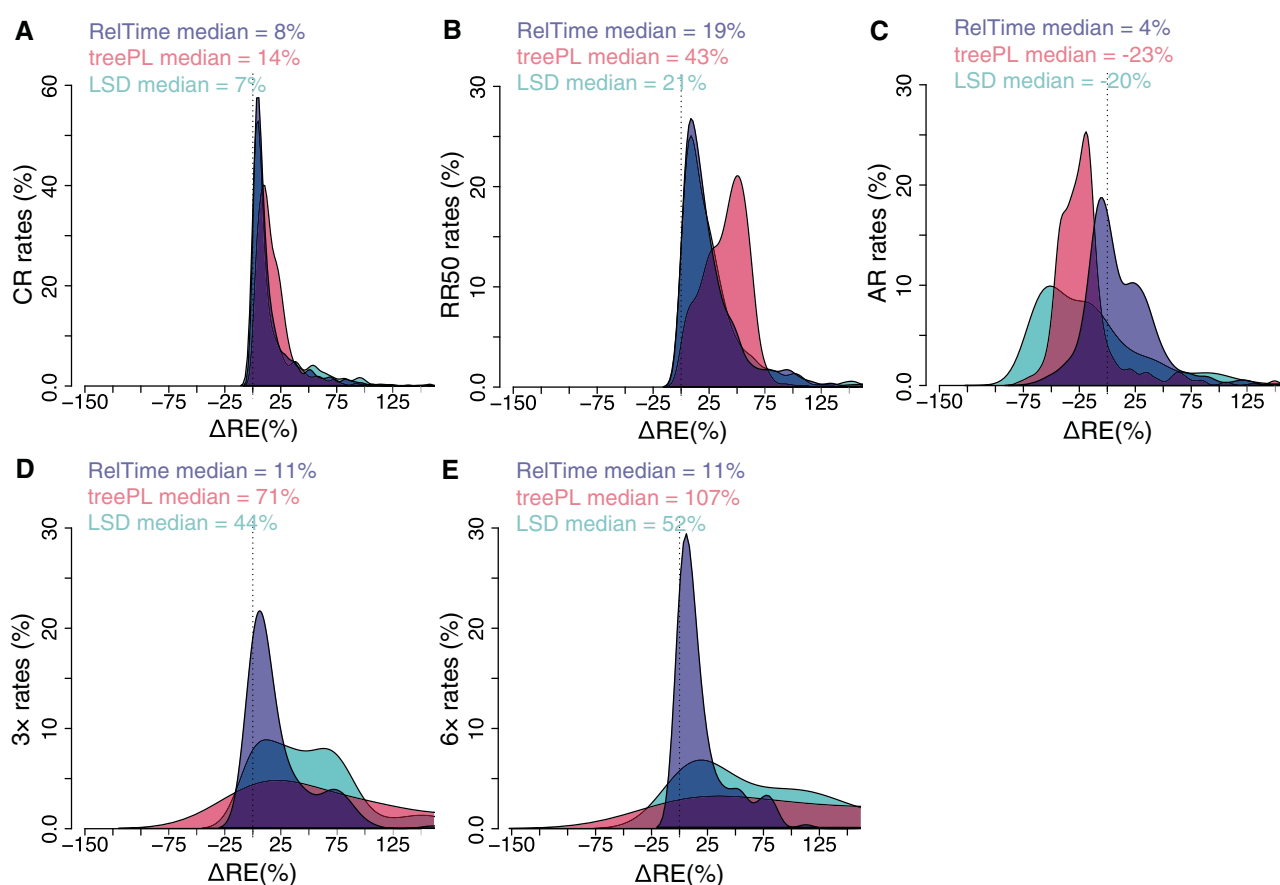 A
RelTime median = 8%
treePL median = 14%
LSD median = 7%
60
40
20
0.0
CR rates (%)
−150
−75
−25
25
75
125
ΔRE(%)
B
RelTime median = 19%
treePL median = 43%
LSD median = 21%
30
20
10
0.0
RR50 rates (%)
−150
−75
−25
25
75
125
ΔRE(%)
C
RelTime median = 4%
treePL median = -23%
LSD median = -20%
30
20
10
0.0
AR rates (%)
−150
−75
−25
25
75
125
ΔRE(%)
D
RelTime median = 11%
treePL median = 71%
LSD median = 44%
30
20
10
0.0
3× rates (%)
−150
−75
−25
25
75
125
ΔRE(%)
E
RelTime median = 11%
treePL median = 107%
LSD median = 52%
30
20
10
0.0
6× rates (%)
−150
−75
−25
25
75
125
ΔRE(%)